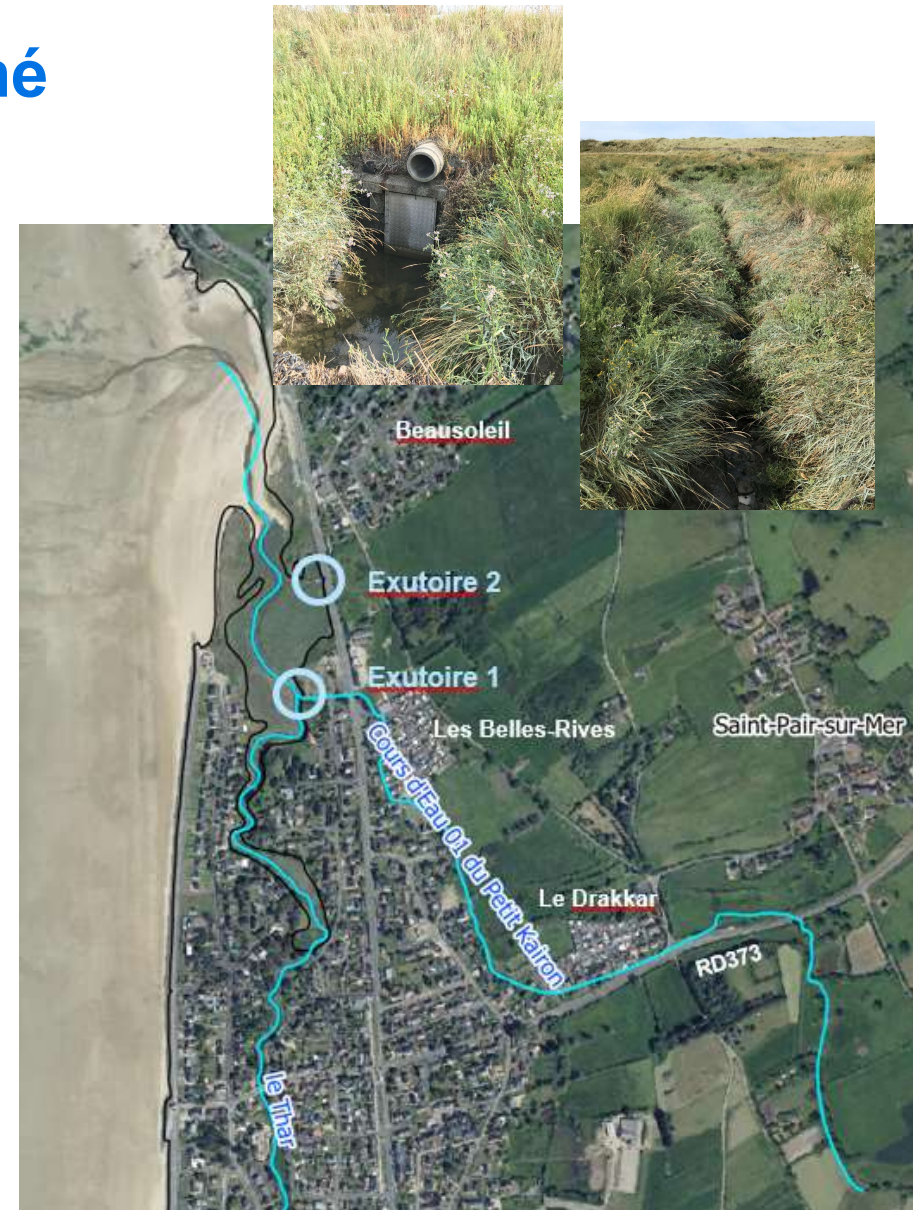 né
Beausoleil
Exutoire 2
Exutoire 1
Les Belles-Rives
Saint-Pair-sur-Mer
Cours d'Eau 01 du Petit Kairon
Le Drakkar
RD373
le Thar